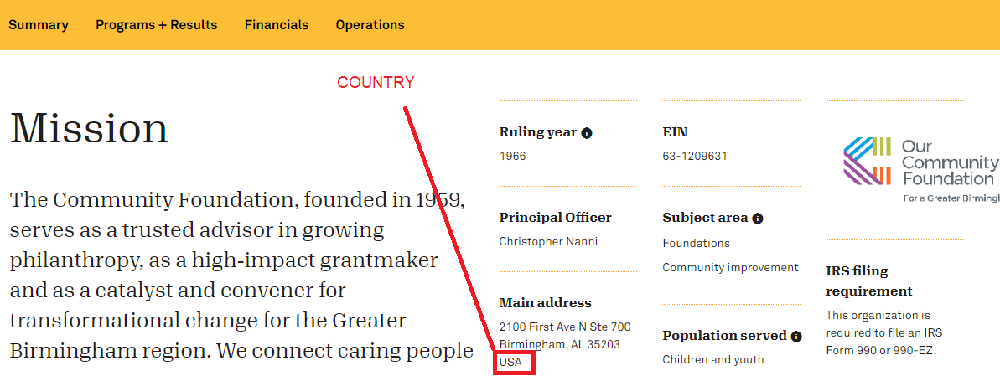 Summary Programs + Results Financials Operations
COUNTRY
Mission
The Community Foundation, founded in 1959,
serves as a trusted advisor in growing
philanthropy, as a high-impact grantmaker
and as a catalyst and convener for
transformational change for the Greater
Birmingham region. We connect caring people
Ruling year
1966
Principal Officer
Christopher Nanni
Main address
2100 First Ave N Ste 700
Birmingham, AL 35203
USA
EIN
63-1209631
Subject area
Foundations
Community improvement
Population served
Children and youth
Our
Community
Foundation
For a Greater
IRS filing
requirement
This organization is
required to file an IRS
Form 990 or 990-EZ.